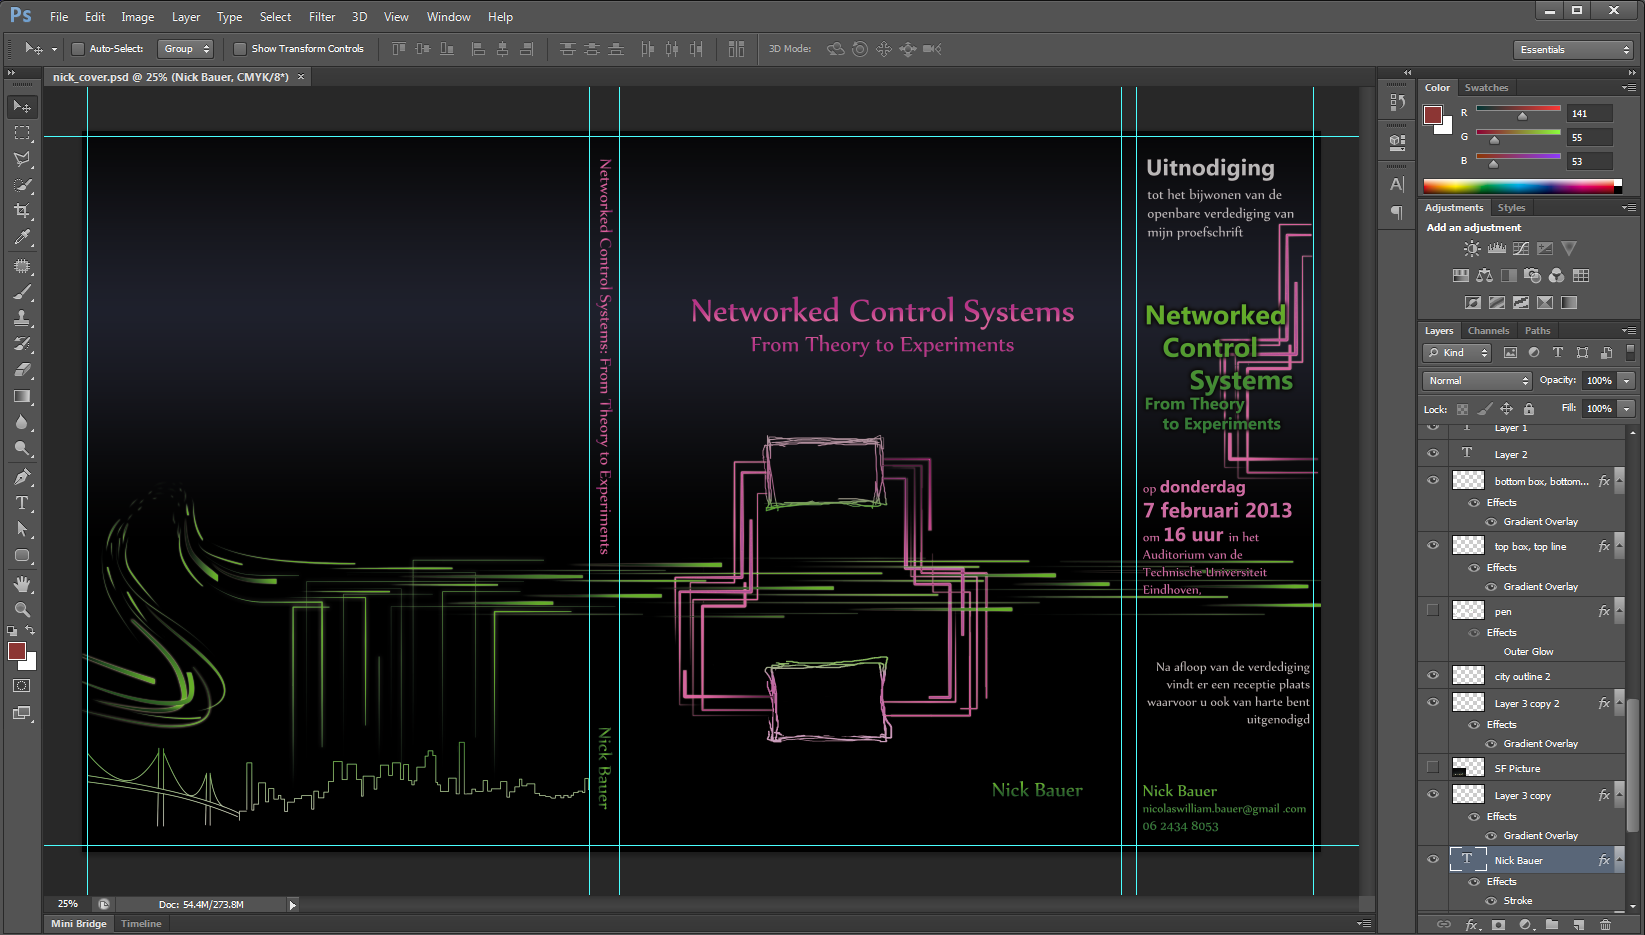 Ps File Edit Image Layer Type Select Filter 3D View Window Help
Auto-Select: Group Show Transform Controls 3D Mode: Essentials
nick_cover.psd @ 25% (Nick Bauer, CMYK/8*) ×
Networked Control Systems: From Theory to Experiments
Nick Bauer
Networked Control Systems
From Theory to Experiments
Nick Bauer
Uitnodiging
tot het bijwonen van de
openbare verdediging van
mijn proefschrift
Networked
Control
Systems
From Theory
to Experiments
op donderdag
7 februari 2013
om 16 uur in het
Auditorium van de
Technische Universiteit
Eindhoven,
Na afloop van de verdediging
vindt er een receptie plaats
waarvoor u ook van harte bent
uitgenodigd
Nick Bauer
nicolaswilliam.bauer@gmail .com
06 2434 8053
25% Doc: 54.4M/273.8M
Mini Bridge Timeline
Color Swatches
R 141
G 55
B 53
Adjustments Styles
Add an adjustment
Layers Channels Paths
Kind
Normal Opacity: 100%
Lock: Fill: 100%
Layer 1
Layer 2
bottom box, bottom... fx
Effects
Gradient Overlay
top box, top line fx
Effects
Gradient Overlay
pen fx
Effects
Outer Glow
city outline 2
Layer 3 copy 2 fx
Effects
Gradient Overlay
SF Picture
Layer 3 copy fx
Effects
Gradient Overlay
Nick Bauer fx
Effects
Stroke